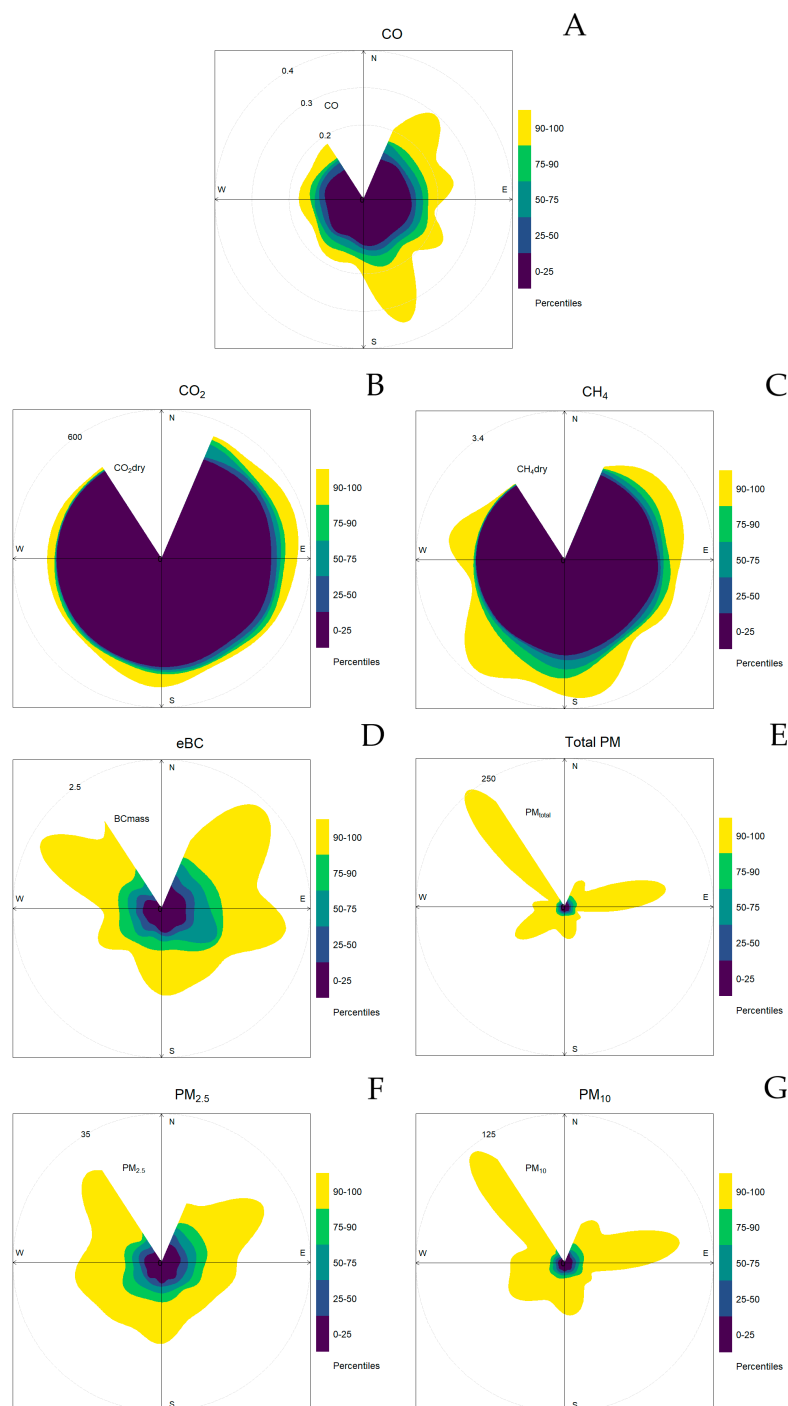 A
CO
N
0.4
0.3
CO
0.2
W
E
S
90-100
75-90
50-75
25-50
0-25
Percentiles
B
CO₂
N
600
CO₂dry
W
E
S
90-100
75-90
50-75
25-50
0-25
Percentiles
C
CH₄
N
3.4
CH₄dry
W
E
S
90-100
75-90
50-75
25-50
0-25
Percentiles
D
eBC
N
2.5
BCmass
W
E
S
90-100
75-90
50-75
25-50
0-25
Percentiles
E
Total PM
N
250
PMtotal
W
E
S
90-100
75-90
50-75
25-50
0-25
Percentiles
F
PM₂.₅
N
35
PM₂.₅
W
E
S
90-100
75-90
50-75
25-50
0-25
Percentiles
G
PM₁₀
N
125
PM₁₀
W
E
S
90-100
75-90
50-75
25-50
0-25
Percentiles